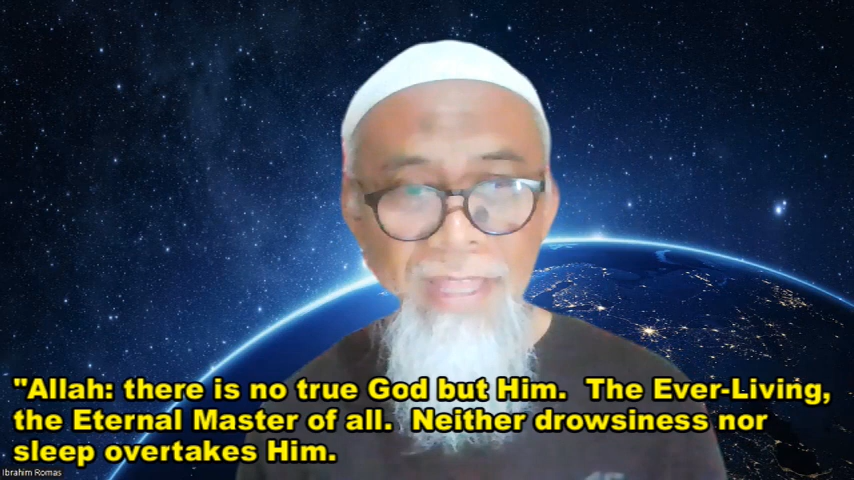 "Allah: there is no true God but Him.  The Ever-Living,
the Eternal Master of all.  Neither drowsiness nor
sleep overtakes Him.
Ibrahim Romas